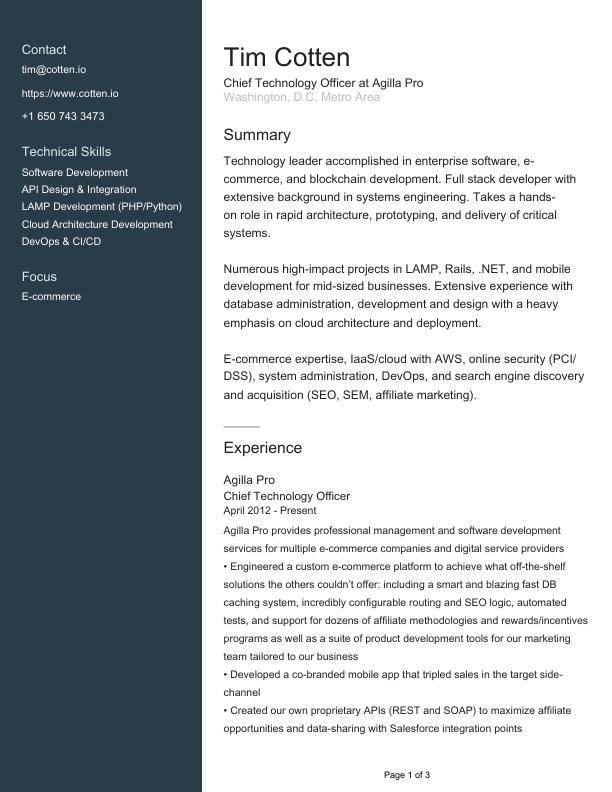 Contact
tim@cotten.io
https://www.cotten.io
+1 650 743 3473
Technical Skills
Software Development
API Design & Integration
LAMP Development (PHP/Python)
Cloud Architecture Development
DevOps & CI/CD
Focus
E-commerce
Tim Cotten
Chief Technology Officer at Agilla Pro
Washington, D.C. Metro Area
Summary
Technology leader accomplished in enterprise software, e-
commerce, and blockchain development. Full stack developer with
extensive background in systems engineering. Takes a hands-
on role in rapid architecture, prototyping, and delivery of critical
systems.
Numerous high-impact projects in LAMP, Rails, .NET, and mobile
development for mid-sized businesses. Extensive experience with
database administration, development and design with a heavy
emphasis on cloud architecture and deployment.
E-commerce expertise, IaaS/cloud with AWS, online security (PCI/
DSS), system administration, DevOps, and search engine discovery
and acquisition (SEO, SEM, affiliate marketing).
Experience
Agilla Pro
Chief Technology Officer
April 2012 - Present
Agilla Pro provides professional management and software development
services for multiple e-commerce companies and digital service providers
• Engineered a custom e-commerce platform to achieve what off-the-shelf
solutions the others couldn't offer: including a smart and blazing fast DB
caching system, incredibly configurable routing and SEO logic, automated
tests, and support for dozens of affiliate methodologies and rewards/incentives
programs as well as a suite of product development tools for our marketing
team tailored to our business
• Developed a co-branded mobile app that tripled sales in the target side-
channel
• Created our own proprietary APIs (REST and SOAP) to maximize affiliate
opportunities and data-sharing with Salesforce integration points
Page 1 of 3